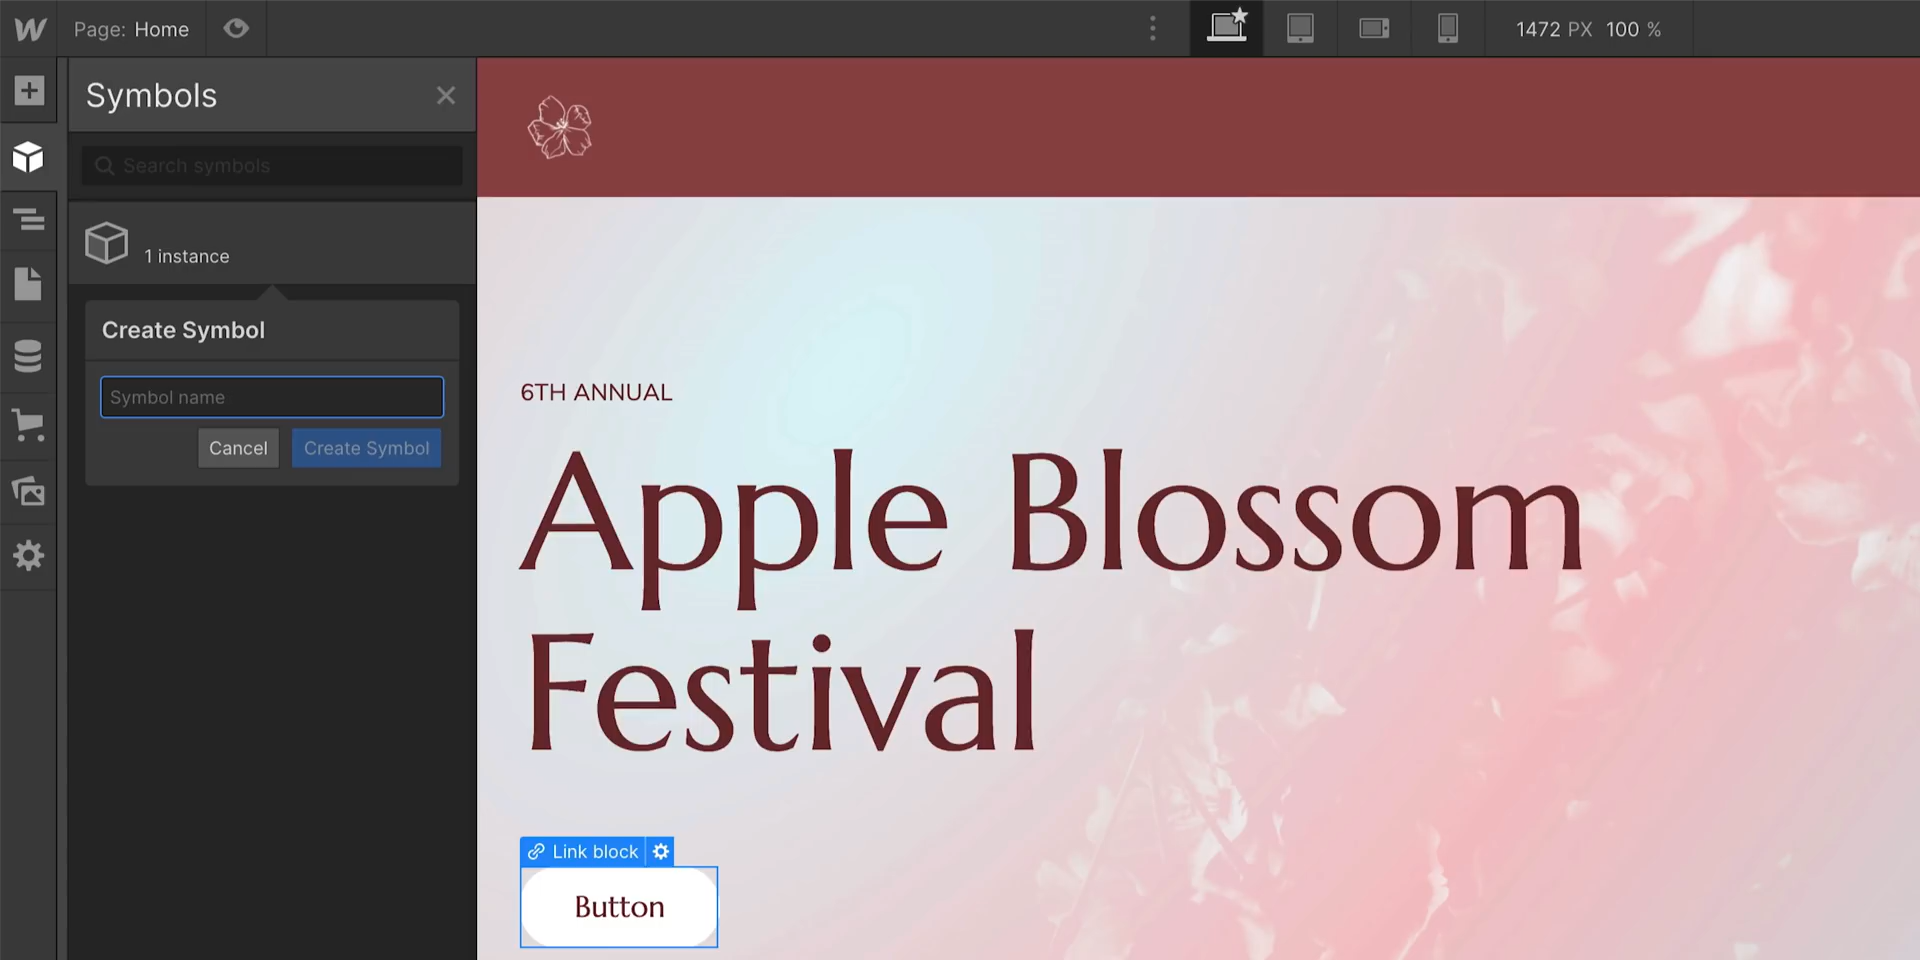 Page: Home
1472 PX 100 %
Symbols
Search symbols
1 instance
Create Symbol
Symbol name
Cancel
Create Symbol
6TH ANNUAL
Apple Blossom
Festival
Link block
Button